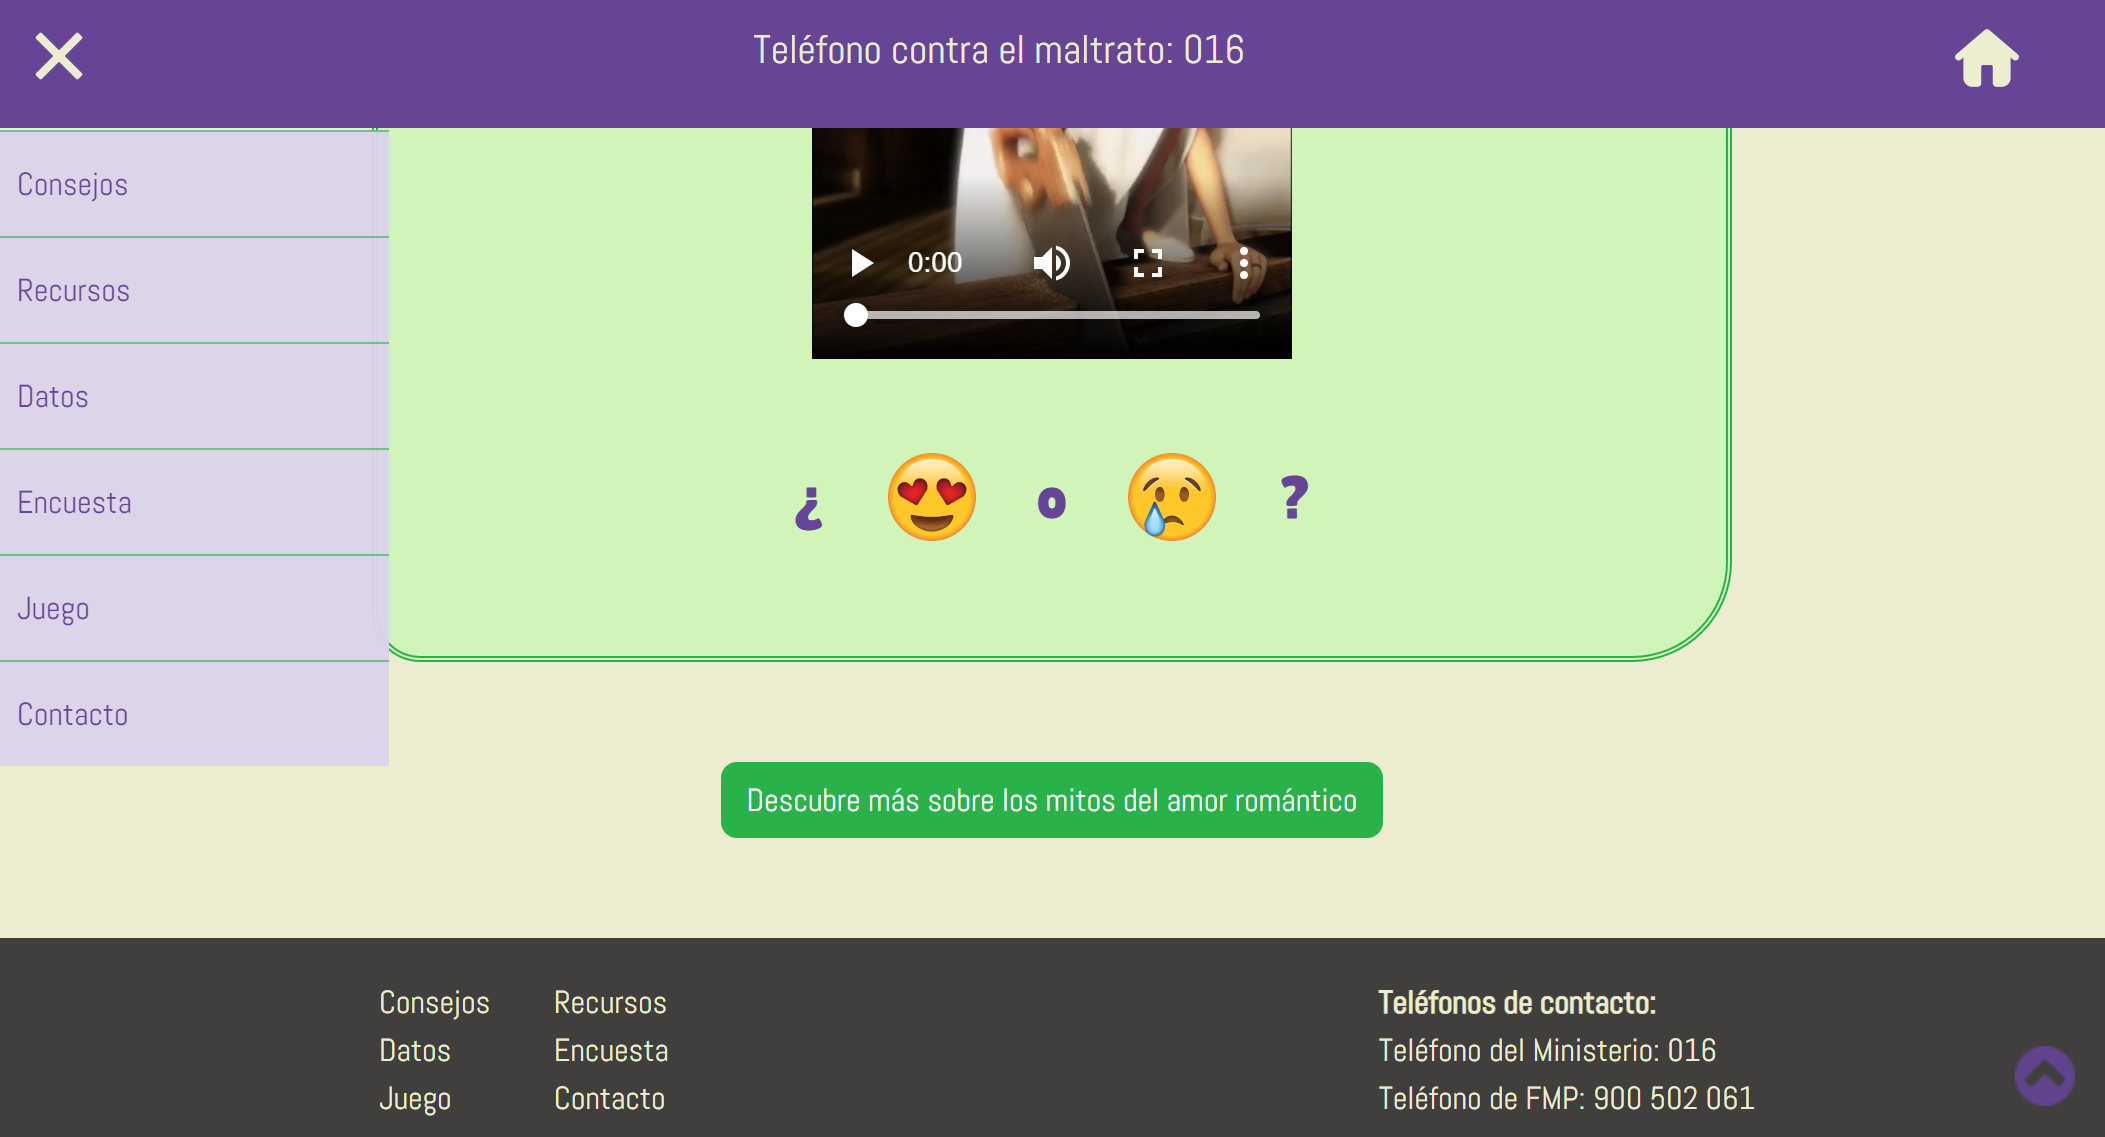 Teléfono contra el maltrato: 016
Consejos
Recursos
Datos
Encuesta
Juego
Contacto
0:00
¿ o ?
Descubre más sobre los mitos del amor romántico
Consejos
Recursos
Datos
Encuesta
Juego
Contacto
Teléfonos de contacto:
Teléfono del Ministerio: 016
Teléfono de FMP: 900 502 061